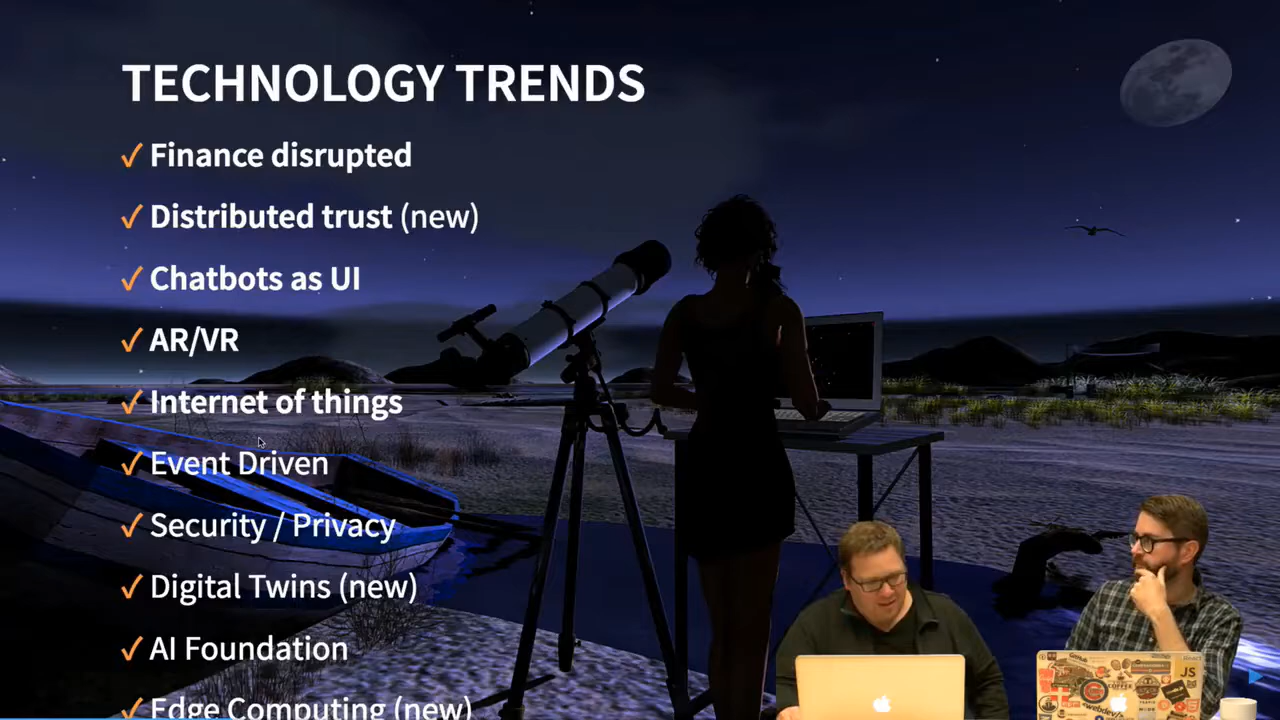 TECHNOLOGY TRENDS
✓ Finance disrupted
✓ Distributed trust (new)
✓ Chatbots as UI
✓ AR/VR
✓ Internet of things
✓ Event Driven
✓ Security / Privacy
✓ Digital Twins (new)
✓ AI Foundation
✓ Edge Computing (new)
JS